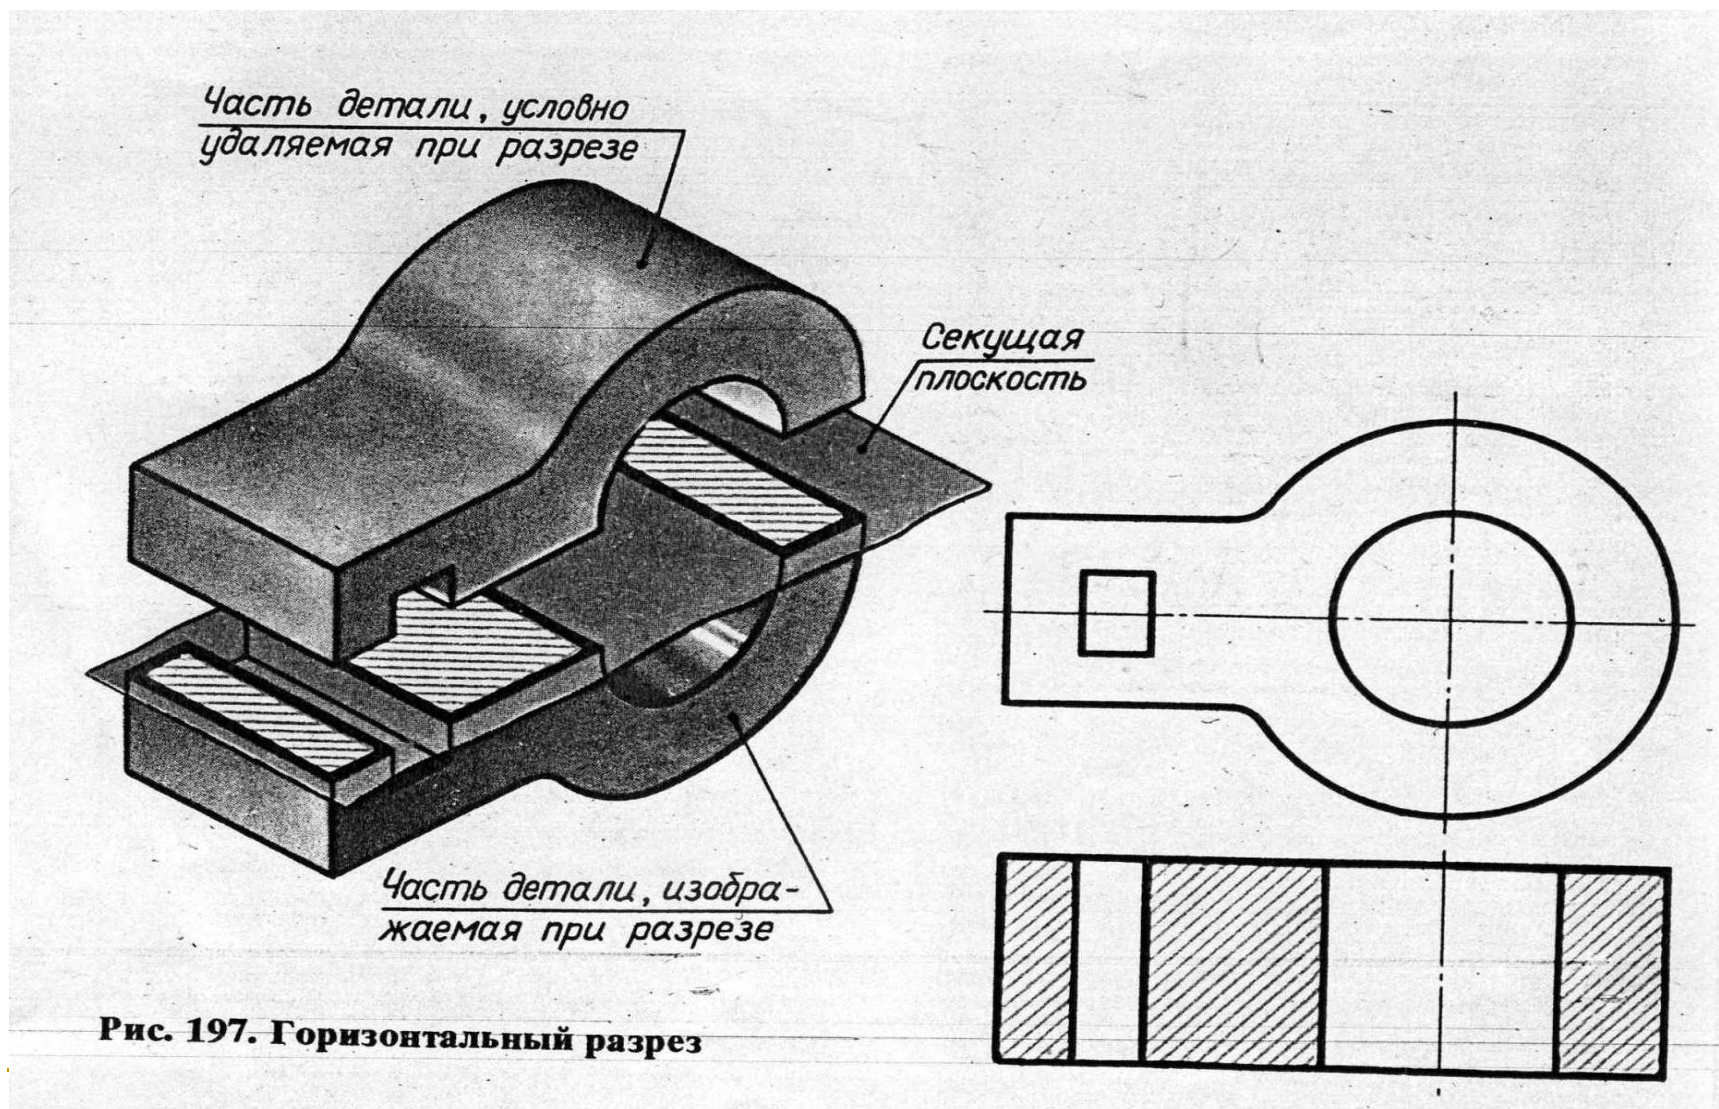 Часть детали, условно
удаляемая при разрезе
Секущая
плоскость
Часть детали, изобра-
жаемая при разрезе
Рис. 197. Горизонтальный разрез